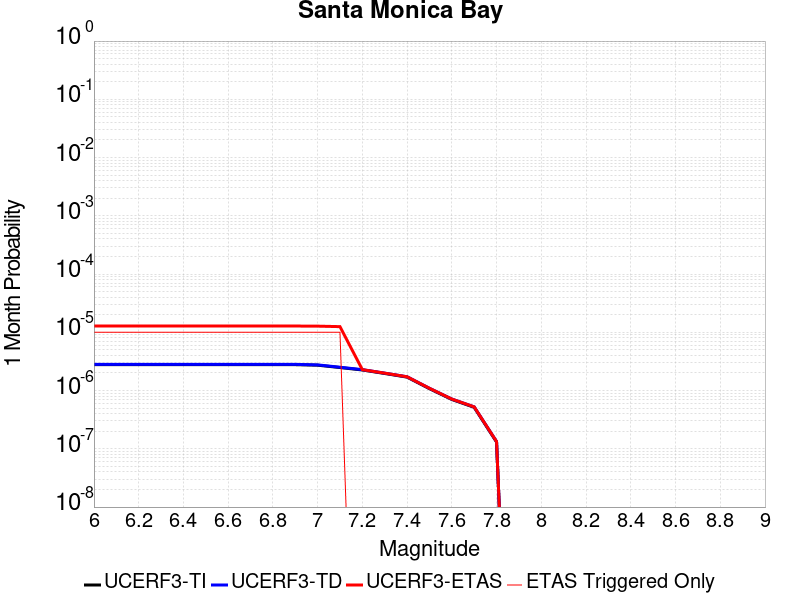 Santa Monica Bay
1 Month Probability
10^0
10^-1
10^-2
10^-3
10^-4
10^-5
10^-6
10^-7
10^-8
6 6.2 6.4 6.6 6.8 7 7.2 7.4 7.6 7.8 8 8.2 8.4 8.6 8.8 9
Magnitude
UCERF3-TI UCERF3-TD UCERF3-ETAS ETAS Triggered Only